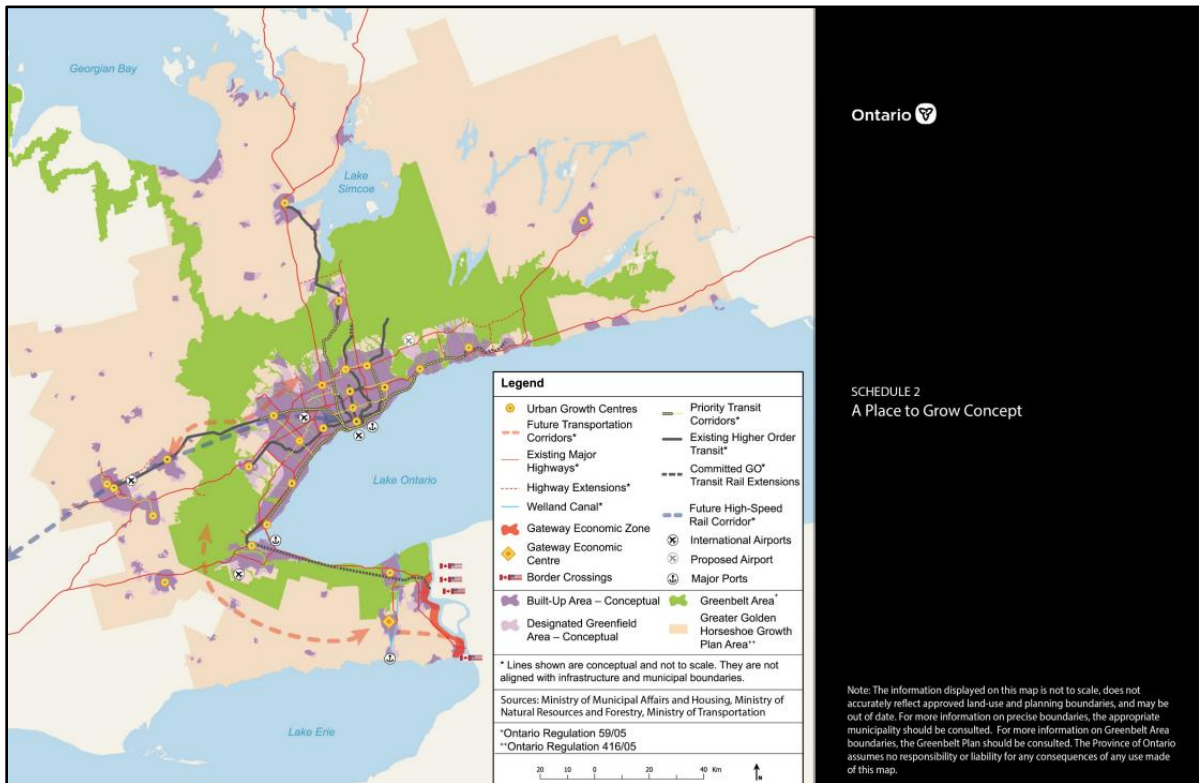 Georgian Bay
Lake
Simcoe
Lake Ontario
Lake Erie
Legend
Urban Growth Centres
Future Transportation
Corridors*
Existing Major
Highways*
Highway Extensions*
Welland Canal*
Gateway Economic Zone
Gateway Economic
Centre
Border Crossings
Priority Transit
Corridors*
Existing Higher Order
Transit*
Committed GO*
Transit Rail Extensions
Future High-Speed
Rail Corridor*
International Airports
Proposed Airport
Major Ports
Built-Up Area – Conceptual
Designated Greenfield
Area – Conceptual
Greenbelt Area*
Greater Golden
Horseshoe Growth
Plan Area**
* Lines shown are conceptual and not to scale. They are not
aligned with infrastructure and municipal boundaries.
Sources: Ministry of Municipal Affairs and Housing, Ministry of
Natural Resources and Forestry, Ministry of Transportation
*Ontario Regulation 59/05
**Ontario Regulation 416/05
20 10 0 20 40 Km
N
Ontario
SCHEDULE 2
A Place to Grow Concept
Note: The information displayed on this map is not to scale, does not
accurately reflect approved land-use and planning boundaries, and may be
out of date. For more information on precise boundaries, the appropriate
municipality should be consulted. For more information on Greenbelt Area
boundaries, the Greenbelt Plan should be consulted. The Province of Ontario
assumes no responsibility or liability for any consequences of any use made
of this map.